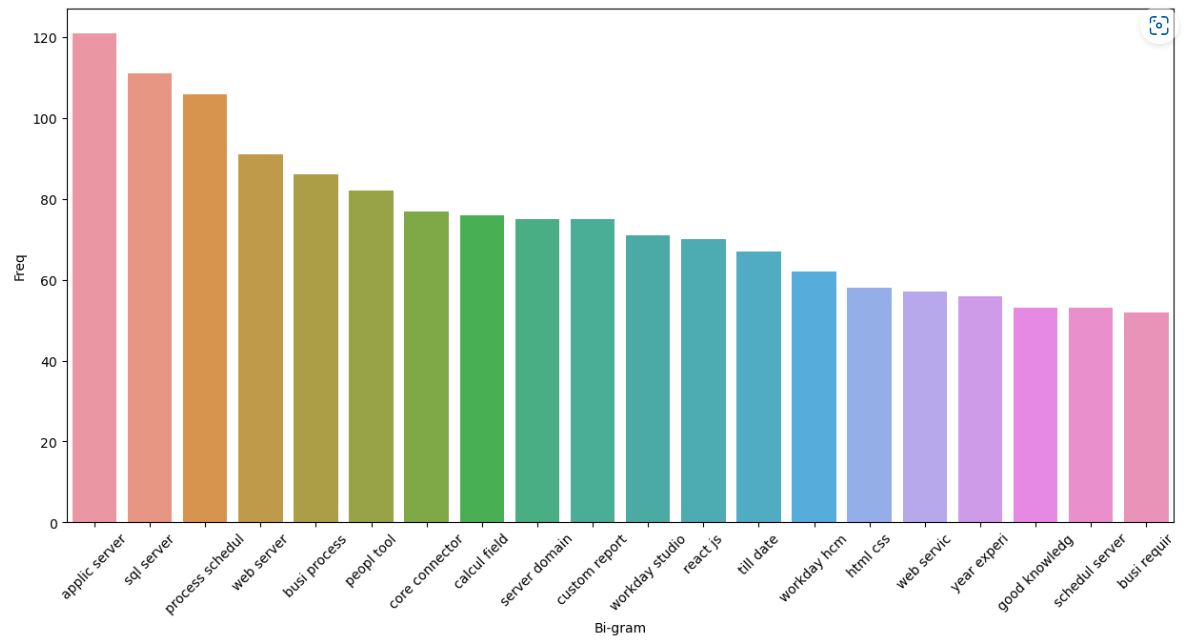 120
100
80
60
40
20
0
Freq
applic server
sql server
process schedul
web server
busi process
peopl tool
core connector
calcul field
server domain
custom report
workday studio
react js
till date
workday hcm
html css
web servic
year experi
good knowledg
schedul server
busi requir
Bi-gram